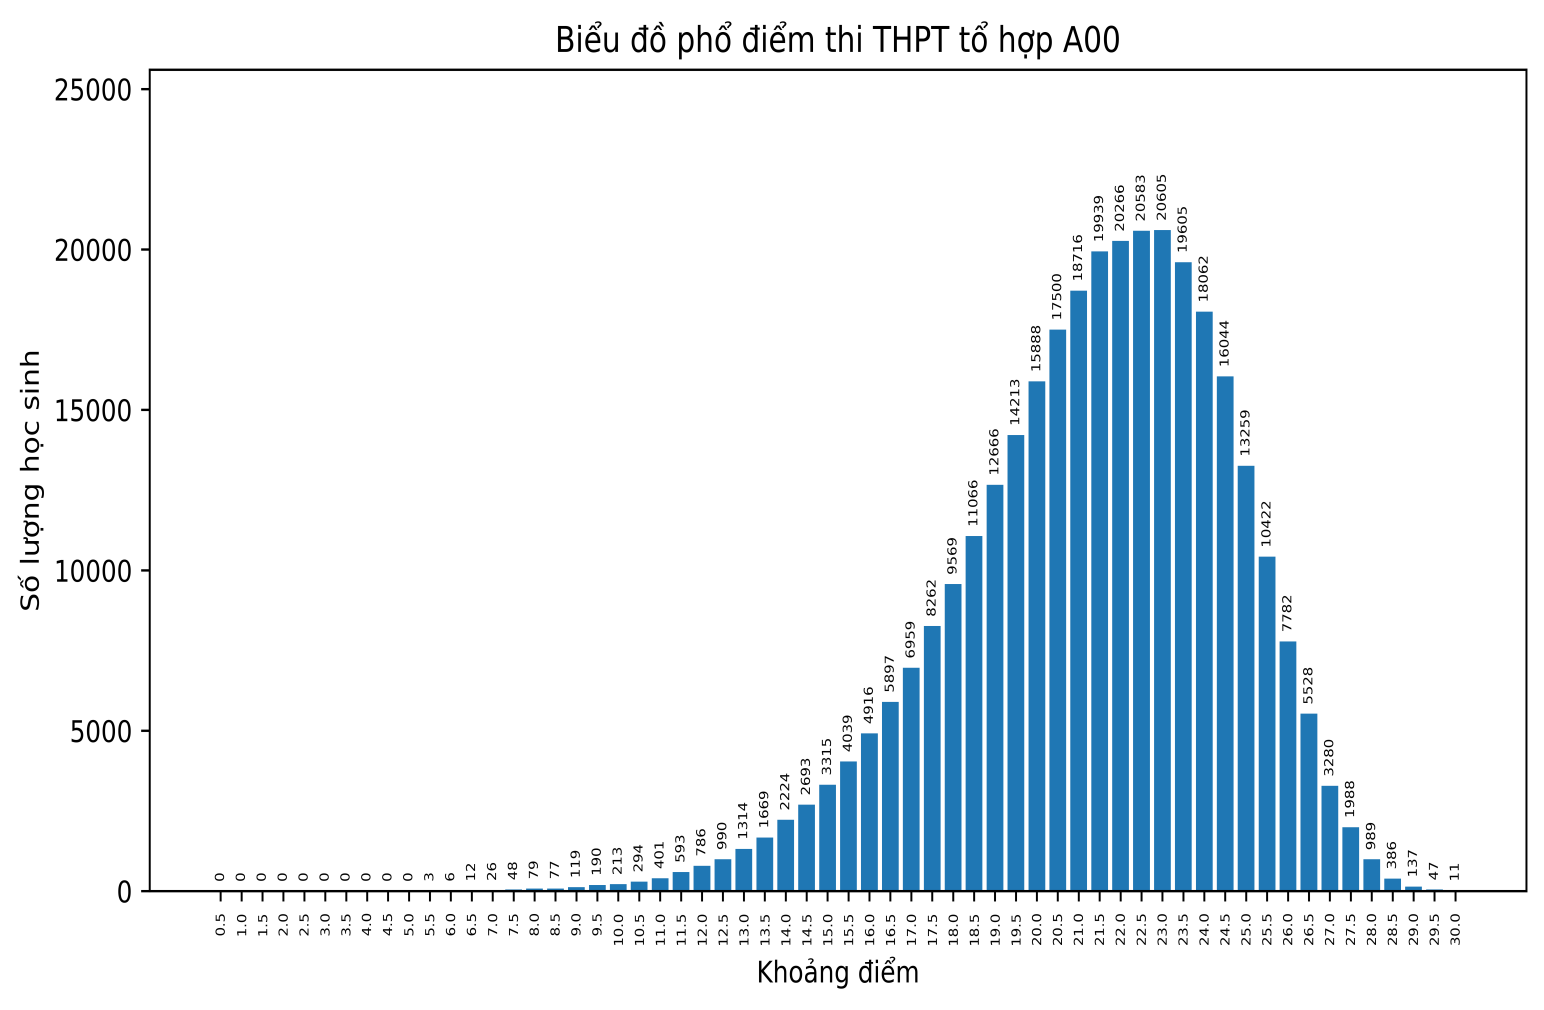 Biểu đồ phổ điểm thi THPT tổ hợp A00
25000
20000
15000
10000
5000
0
Số lượng học sinh
0 0 0 0 0 0 0 0 0 0 3 6 12 26 48 79 77 119 190 213 294 401 593 786 990 1314 1669 2224 2693 3315 4039 4916 5897 6959 8262 9569 11066 12666 14213 15888 17500 18716 19939 20266 20583 20605 19605 18062 16044 13259 10422 7782 5528 3280 1988 989 386 137 47 11
0.5 1.0 1.5 2.0 2.5 3.0 3.5 4.0 4.5 5.0 5.5 6.0 6.5 7.0 7.5 8.0 8.5 9.0 9.5 10.0 10.5 11.0 11.5 12.0 12.5 13.0 13.5 14.0 14.5 15.0 15.5 16.0 16.5 17.0 17.5 18.0 18.5 19.0 19.5 20.0 20.5 21.0 21.5 22.0 22.5 23.0 23.5 24.0 24.5 25.0 25.5 26.0 26.5 27.0 27.5 28.0 28.5 29.0 29.5 30.0
Khoảng điểm